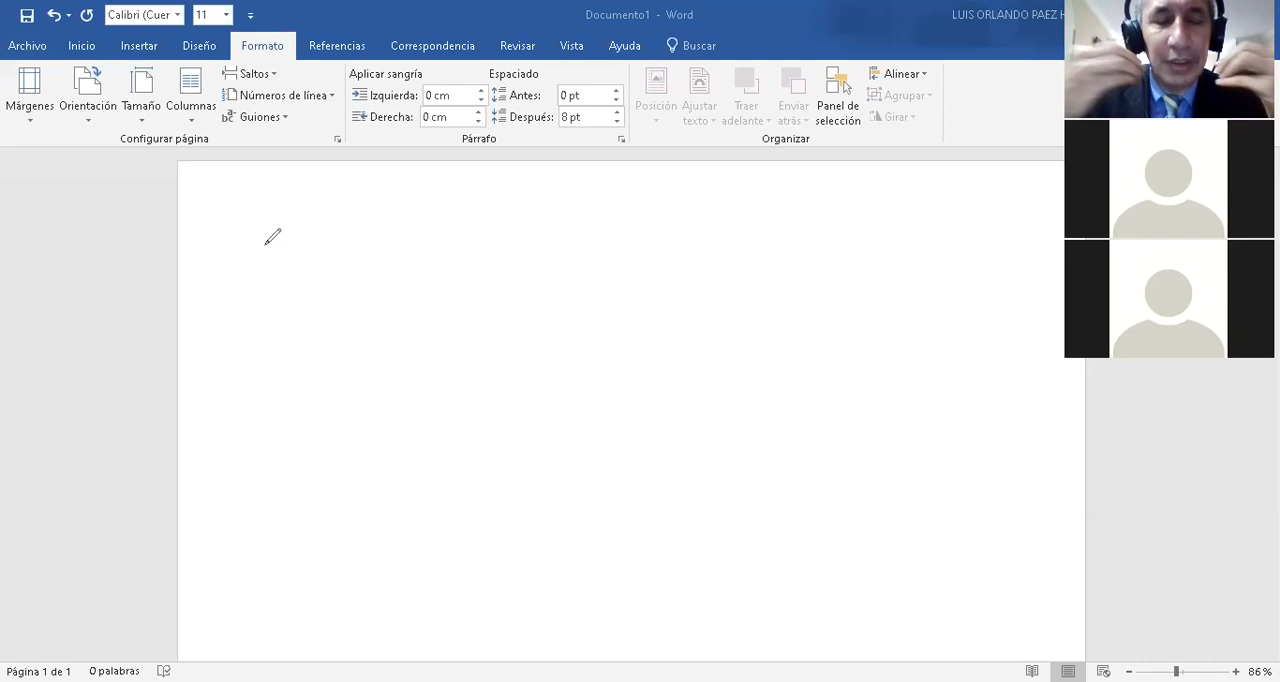 Calibri (Cuer 11
Documento1 - Word
LUIS ORLANDO PAEZ H
Archivo Inicio Insertar Diseño Formato Referencias Correspondencia Revisar Vista Ayuda Buscar
Márgenes Orientación Tamaño Columnas
Saltos
Números de línea
Guiones
Configurar página
Aplicar sangría Espaciado
Izquierda: 0 cm Antes: 0 pt
Derecha: 0 cm Después: 8 pt
Párrafo
Posición Ajustar texto Traer adelante Enviar atrás Panel de selección
Alinear
Agrupar
Girar
Organizar
Página 1 de 1 0 palabras
86%